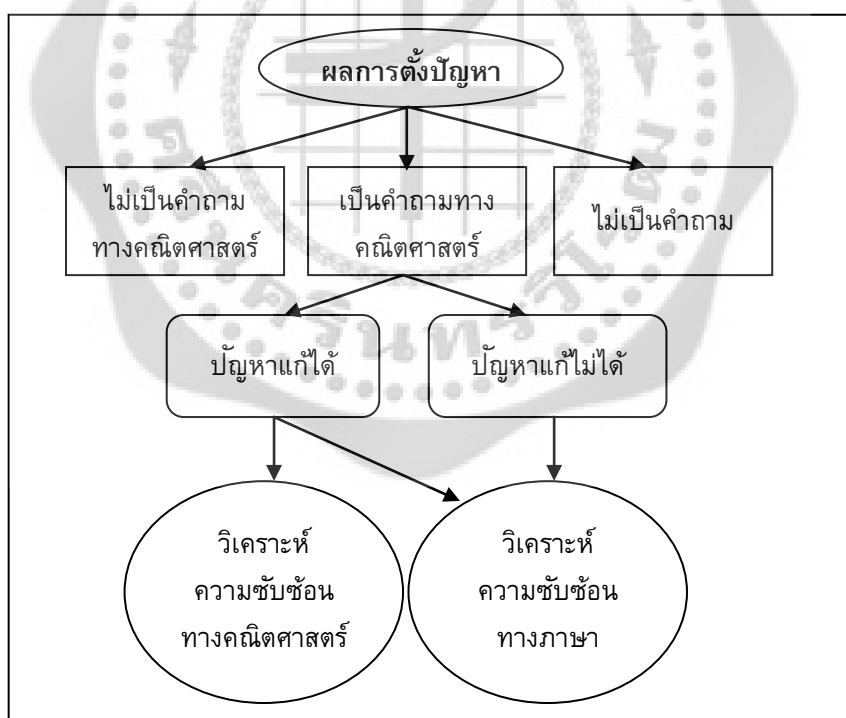 ผลการตั้งปัญหา
ไม่เป็นคำถาม
ทางคณิตศาสตร์
เป็นคำถามทาง
คณิตศาสตร์
ไม่เป็นคำถาม
ปัญหาแก้ได้
ปัญหาแก้ไม่ได้
วิเคราะห์
ความซับซ้อน
ทางคณิตศาสตร์
วิเคราะห์
ความซับซ้อน
ทางภาษา